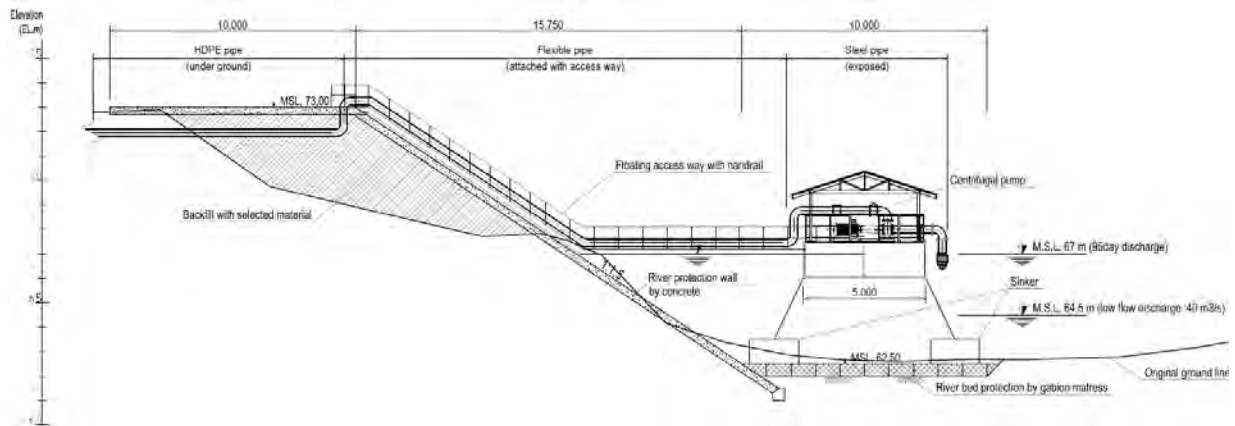 Elevation
(EL.m)
10,000
15,750
10,000
HDPE pipe
(under ground)
Flexible pipe
(attached with access way)
Steel pipe
(exposed)
MSL. 73.00
Floating access way with handrail
Centrifugal pump
Backfill with selected material
M.S.L. 67 m (95day discharge)
River protection wall
by concrete
Sinker
5,000
M.S.L. 64.5 m (low flow discharge 40 m3/s)
MSL. 62.50
Original ground line
River bed protection by gabion matress